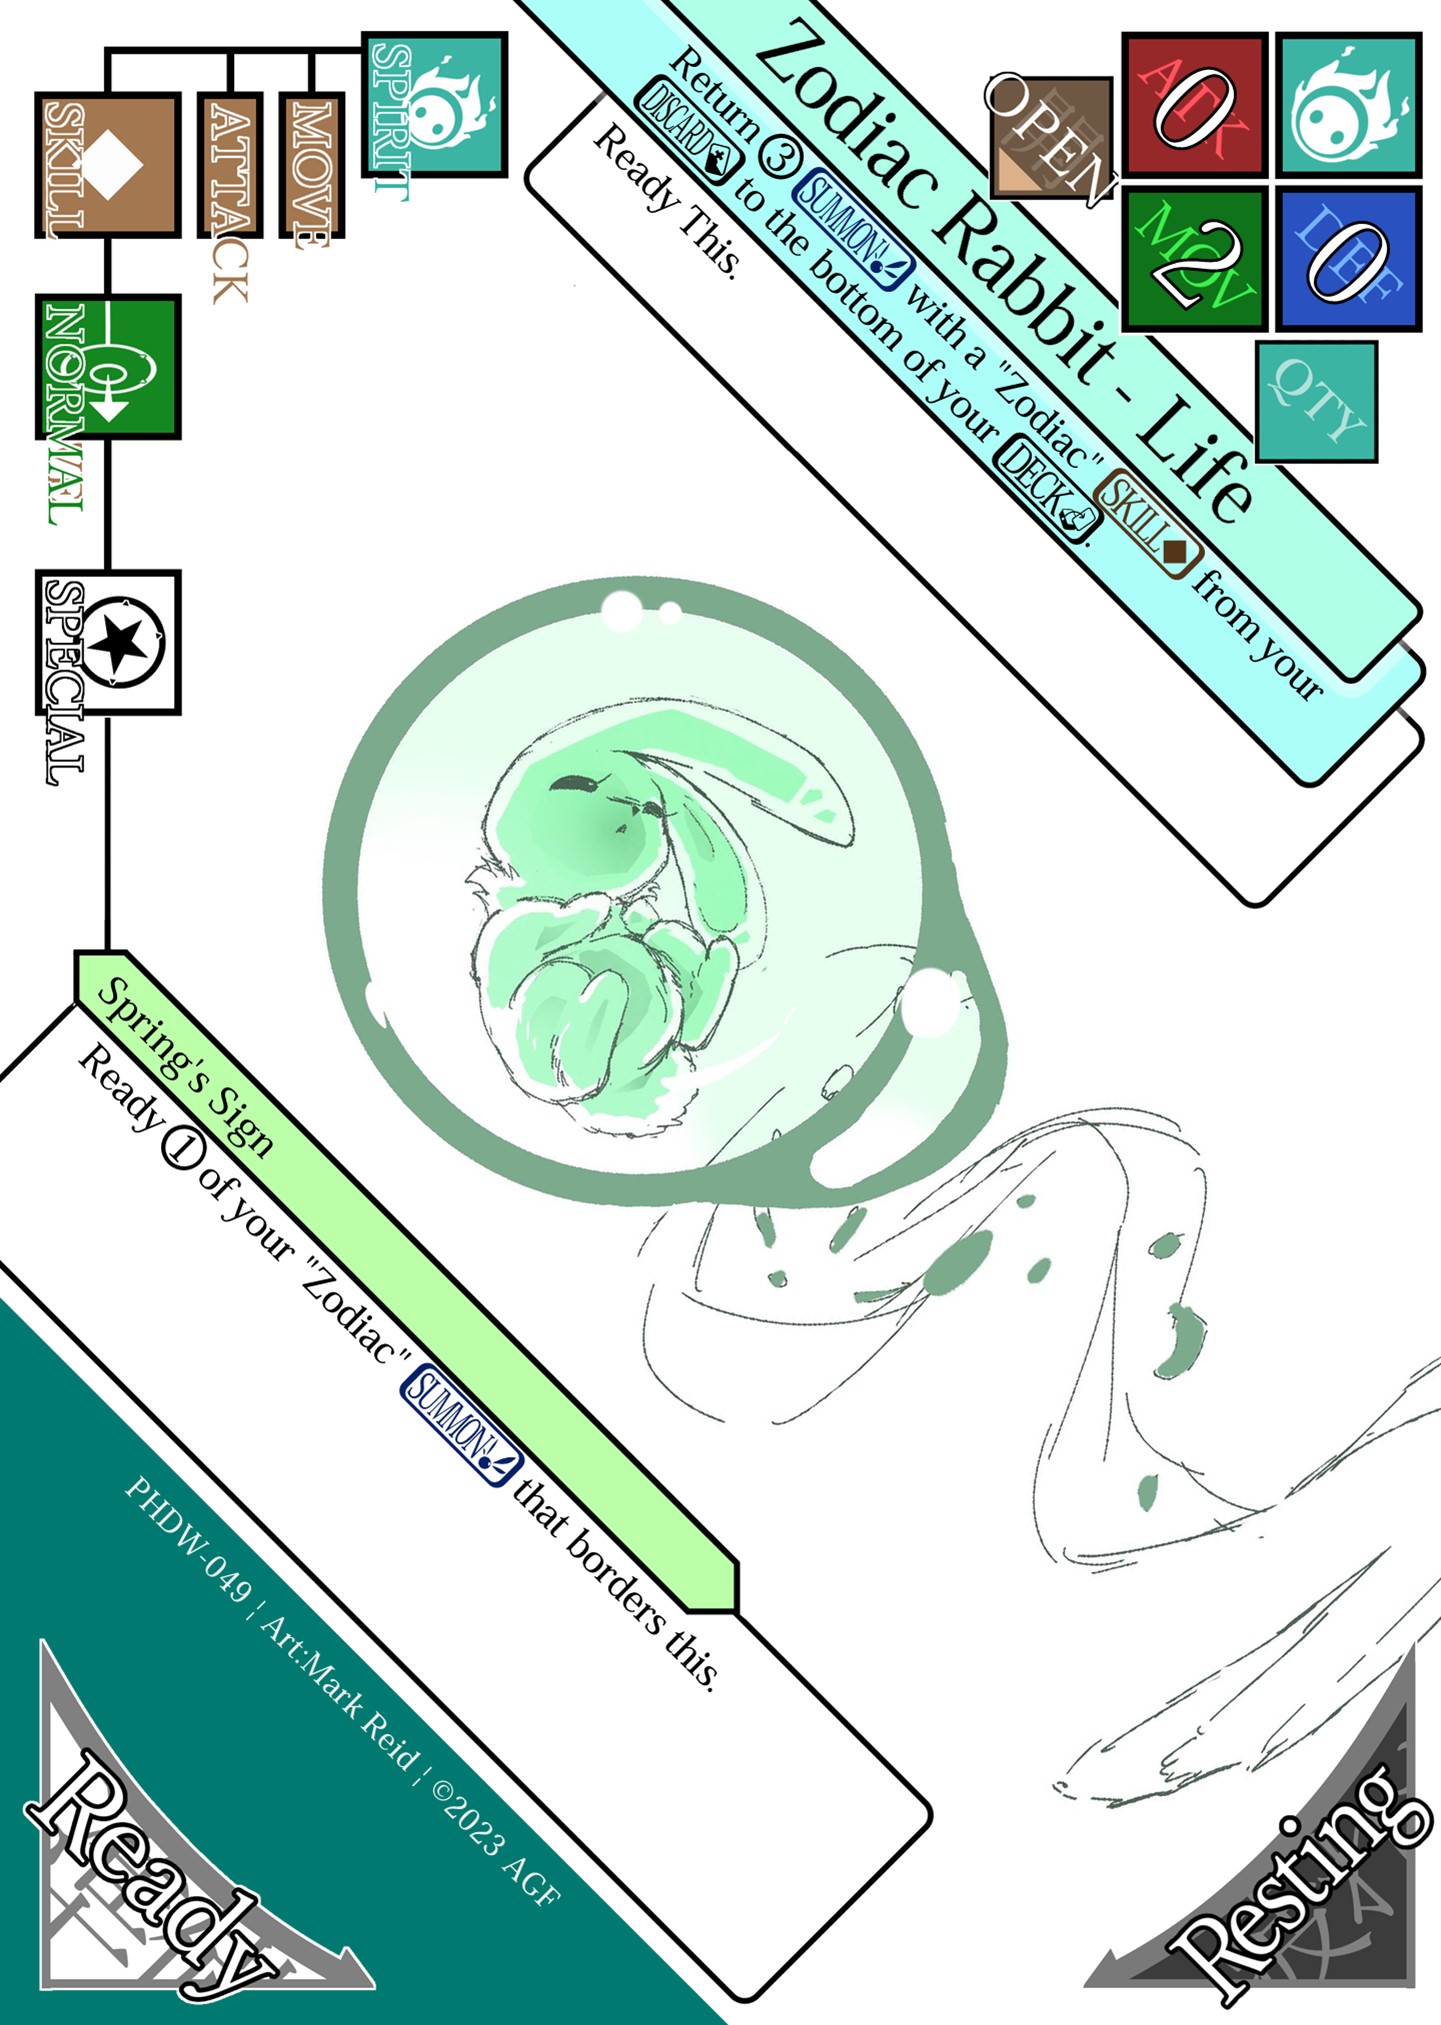 Zodiac Rabbit - Life
Return 3 SUMMON with a "Zodiac" SKILL from your
DISCARD to the bottom of your DECK.
Ready This.
OPEN
ATK
0
MOV
2
DEF
0
QTY
SPIRIT
MOVE
ATTACK
SKILL
NORMAL
SPECIAL
Spring's Sign
Ready 1 of your "Zodiac" SUMMON that borders this.
PHDW-049 ¦ Art:Mark Reid ¦ ©2023 AGF
Ready
Resting